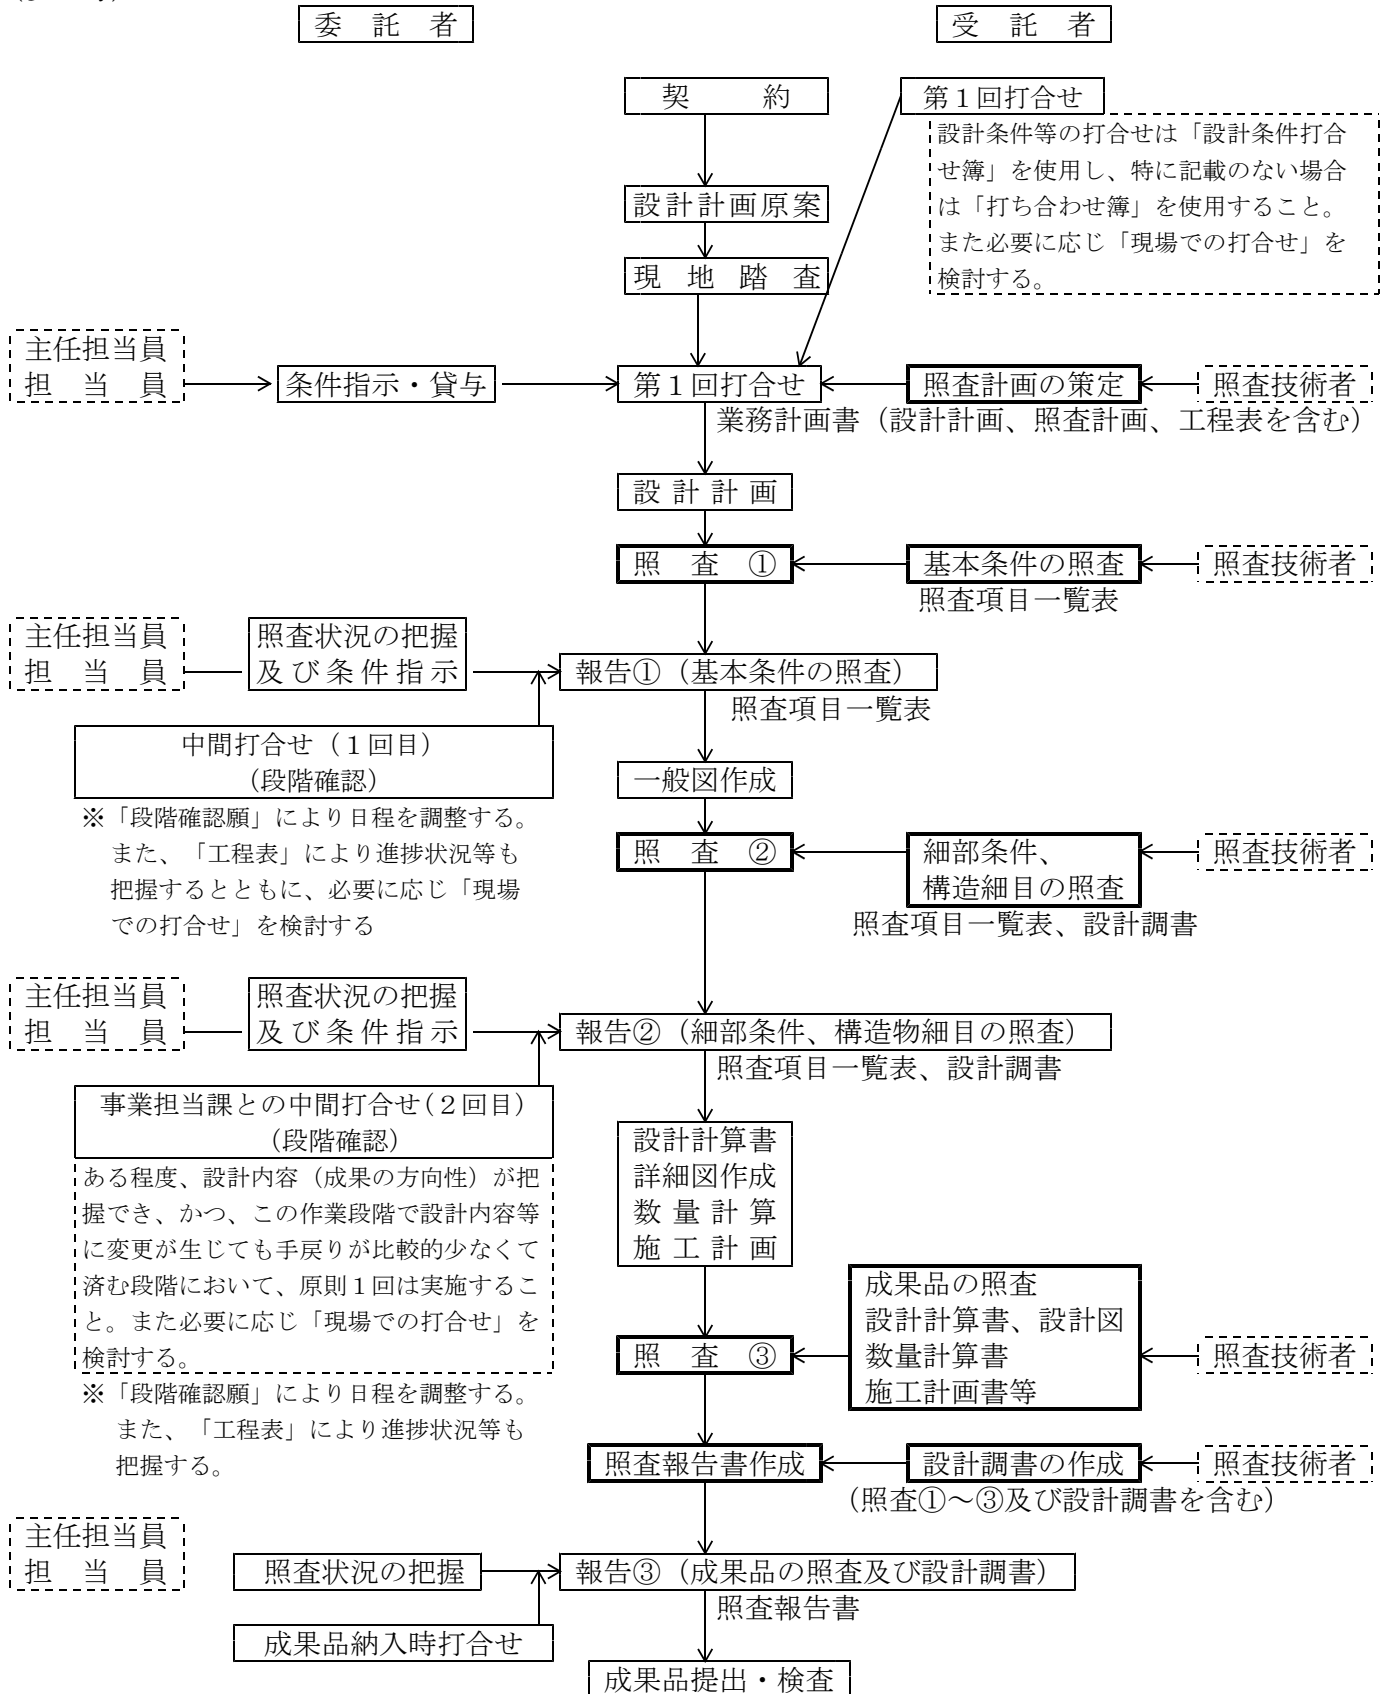 委託者
受託者
契約
第１回打合せ
設計条件等の打合せは「設計条件打合
せ簿」を使用し、特に記載のない場合
は「打ち合わせ簿」を使用すること。
また必要に応じ「現場での打合せ」を
検討する。
設計計画原案
現地踏査
主任担当員
担当員
条件指示・貸与
第１回打合せ
照査計画の策定
照査技術者
業務計画書（設計計画、照査計画、工程表を含む）
設計計画
照査①
基本条件の照査
照査技術者
照査項目一覧表
主任担当員
担当員
照査状況の把握
及び条件指示
報告①（基本条件の照査）
照査項目一覧表
中間打合せ（１回目）
（段階確認）
※「段階確認願」により日程を調整する。
また、「工程表」により進捗状況等も
把握するとともに、必要に応じ「現場
での打合せ」を検討する
一般図作成
照査②
細部条件、
構造細目の照査
照査技術者
照査項目一覧表、設計調書
主任担当員
担当員
照査状況の把握
及び条件指示
報告②（細部条件、構造物細目の照査）
照査項目一覧表、設計調書
事業担当課との中間打合せ（２回目）
（段階確認）
ある程度、設計内容（成果の方向性）が把
握でき、かつ、この作業段階で設計内容等
に変更が生じても手戻りが比較的少なくて
済む段階において、原則１回は実施するこ
と。また必要に応じ「現場での打合せ」を
検討する。
※「段階確認願」により日程を調整する。
また、「工程表」により進捗状況等も
把握する。
設計計算書
詳細図作成
数量計算
施工計画
照査③
成果品の照査
設計計算書、設計図
数量計算書
施工計画書等
照査技術者
照査報告書作成
設計調書の作成
照査技術者
（照査①～③及び設計調書を含む）
主任担当員
担当員
照査状況の把握
報告③（成果品の照査及び設計調書）
照査報告書
成果品納入時打合せ
成果品提出・検査